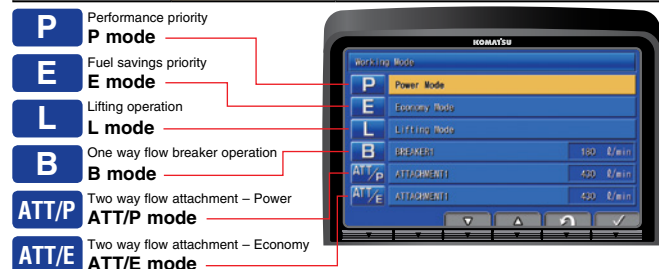 P
Performance priority
P mode
E
Fuel savings priority
E mode
L
Lifting operation
L mode
B
One way flow breaker operation
B mode
ATT/P
Two way flow attachment – Power
ATT/P mode
ATT/E
Two way flow attachment – Economy
ATT/E mode
KOMATSU
Working Mode
P Power Mode
E Economy Mode
L Lifting Mode
B BREAKER1 180 ℓ/min
ATT/P ATTACHMENT1 430 ℓ/min
ATT/E ATTACHMENT1 430 ℓ/min